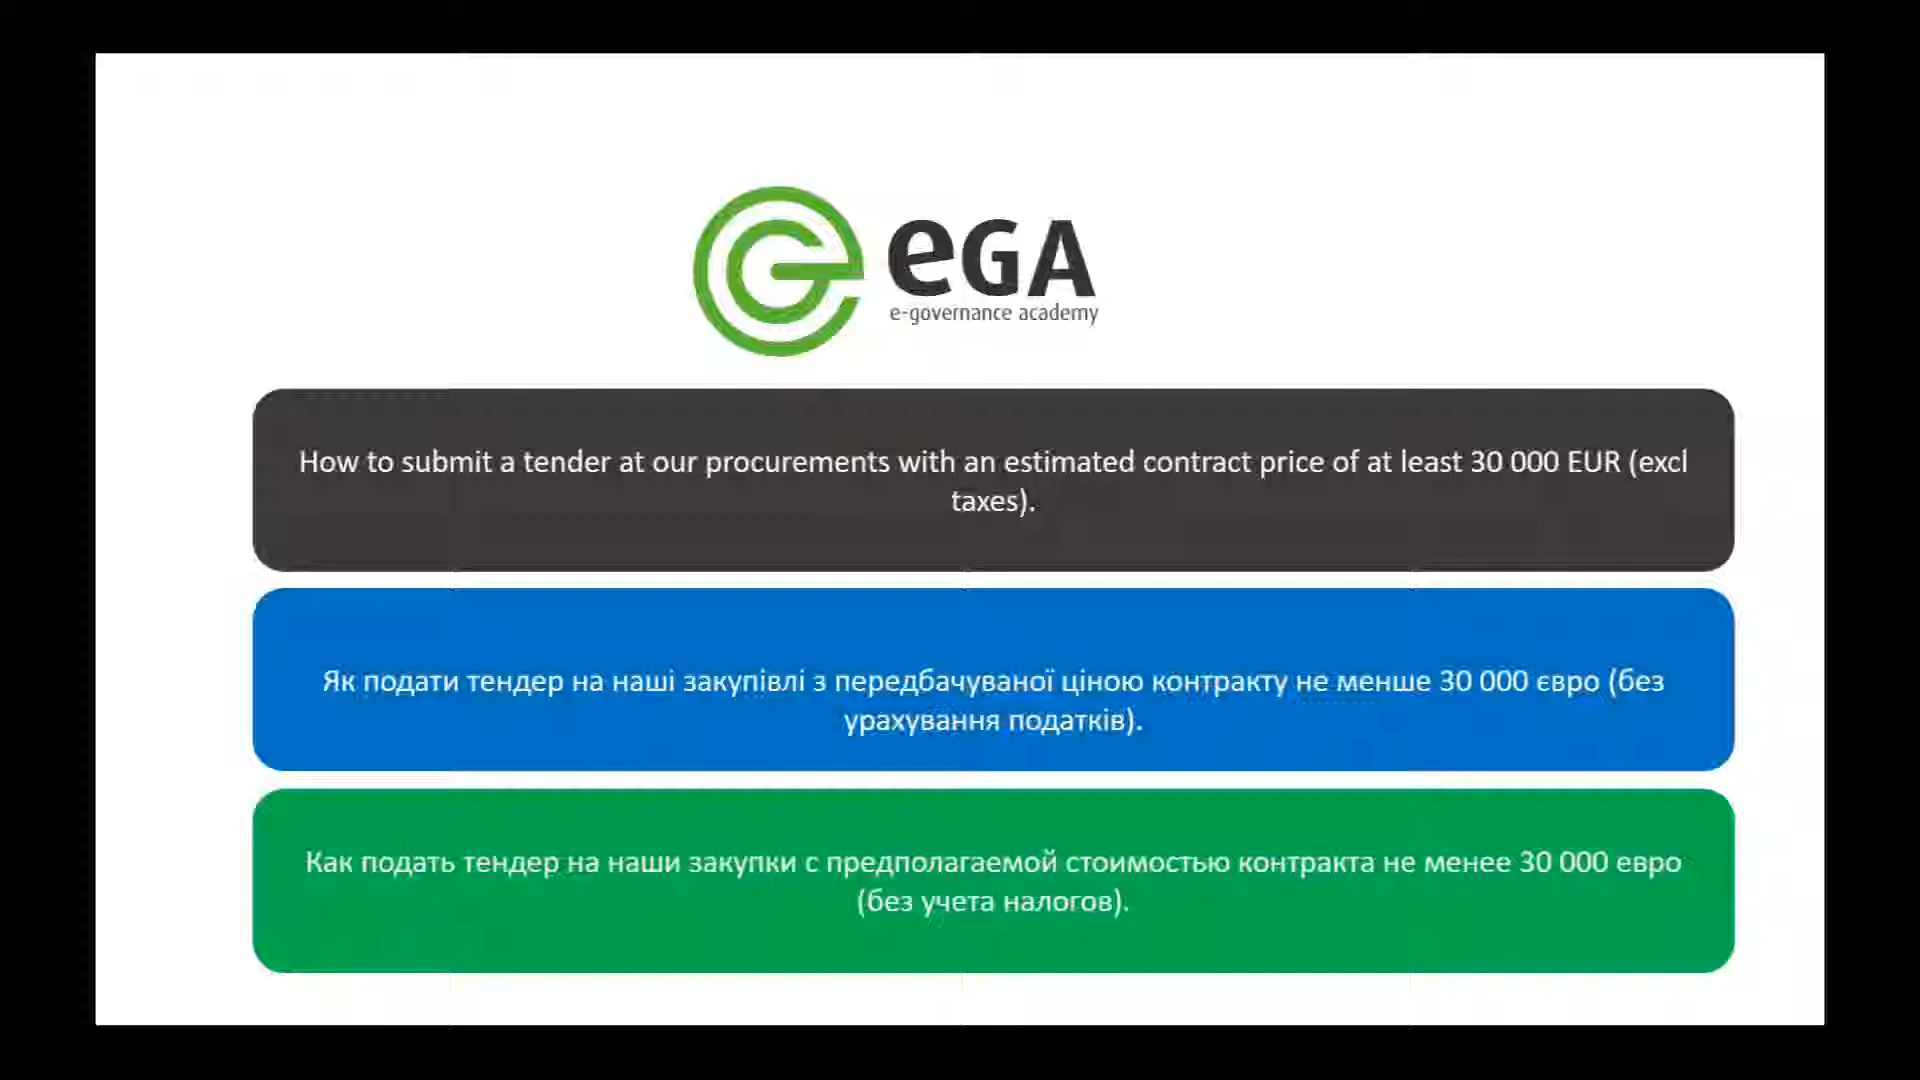 eGA
e-governance academy
How to submit a tender at our procurements with an estimated contract price of at least 30 000 EUR (excl
taxes).
Як подати тендер на наші закупівлі з передбачуваної ціною контракту не менше 30 000 євро (без
урахування податків).
Как подать тендер на наши закупки с предполагаемой стоимостью контракта не менее 30 000 евро
(без учета налогов).